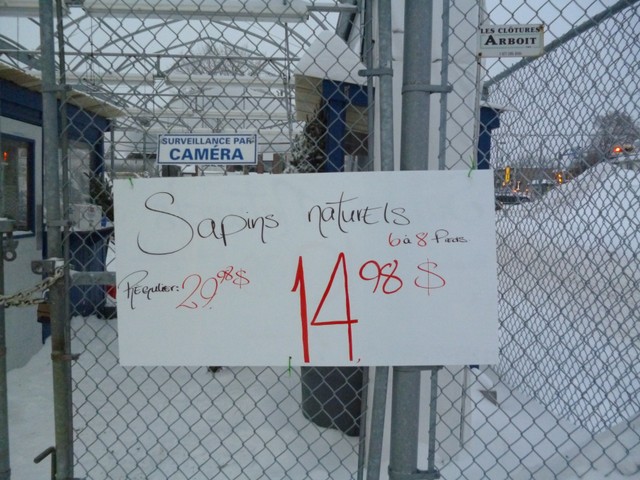 LES CLÔTURES
ARBOIT
SURVEILLANCE PAR
CAMÉRA
Sapins naturels
6 à 8 Pieds
Régulier: 29.98$
14,98$